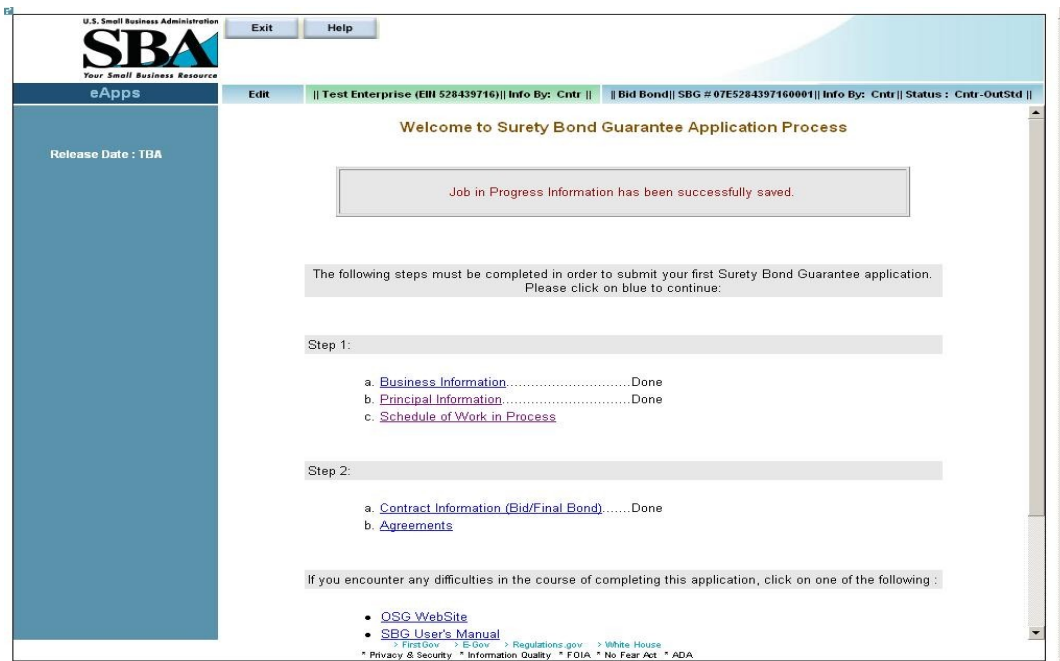 U.S. Small Business Administration
SBA
Your Small Business Resource
Exit Help
eApps
Edit || Test Enterprise (EIN 528439716)|| Info By: Cntr || || Bid Bond|| SBG # 07E5284397160001|| Info By: Cntr|| Status : Cntr-OutStd ||
Release Date : TBA
Welcome to Surety Bond Guarantee Application Process
Job in Progress Information has been successfully saved.
The following steps must be completed in order to submit your first Surety Bond Guarantee application.
Please click on blue to continue:
Step 1:
a. Business Information..............................Done
b. Principal Information...............................Done
c. Schedule of Work in Process
Step 2:
a. Contract Information (Bid/Final Bond).......Done
b. Agreements
If you encounter any difficulties in the course of completing this application, click on one of the following :
• OSG WebSite
• SBG User's Manual
> FirstGov > E-Gov > Regulations.gov > White House
* Privacy & Security * Information Quality * FOIA * No Fear Act * ADA